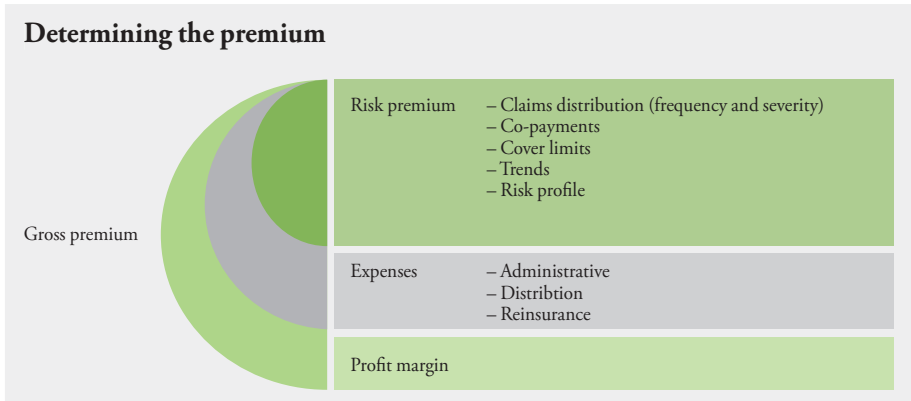 Determining the premium
Risk premium – Claims distribution (frequency and severity)
– Co-payments
– Cover limits
– Trends
– Risk profile
Gross premium
Expenses – Administrative
– Distribtion
– Reinsurance
Profit margin